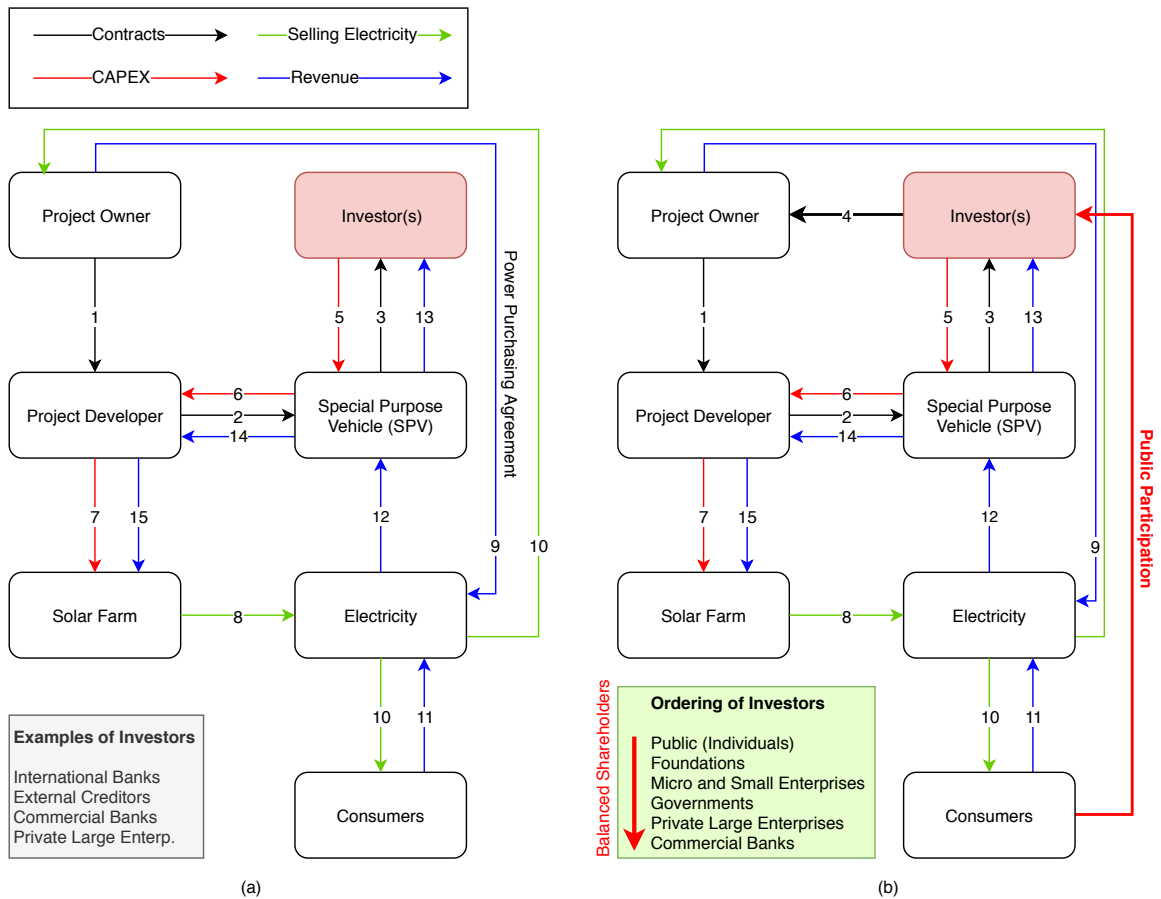 Contracts
Selling Electricity
CAPEX
Revenue
Project Owner
Investor(s)
1
5
3
13
Power Purchasing Agreement
Project Developer
6
2
14
Special Purpose
Vehicle (SPV)
7
15
12
9
10
Solar Farm
8
Electricity
10
11
Examples of Investors
International Banks
External Creditors
Commercial Banks
Private Large Enterp.
Consumers
(a)
Project Owner
4
Investor(s)
1
5
3
13
Project Developer
6
2
14
Special Purpose
Vehicle (SPV)
Public Participation
7
15
12
9
Solar Farm
8
Electricity
10
11
Balanced Shareholders
Ordering of Investors
Public (Individuals)
Foundations
Micro and Small Enterprises
Governments
Private Large Enterprises
Commercial Banks
Consumers
(b)